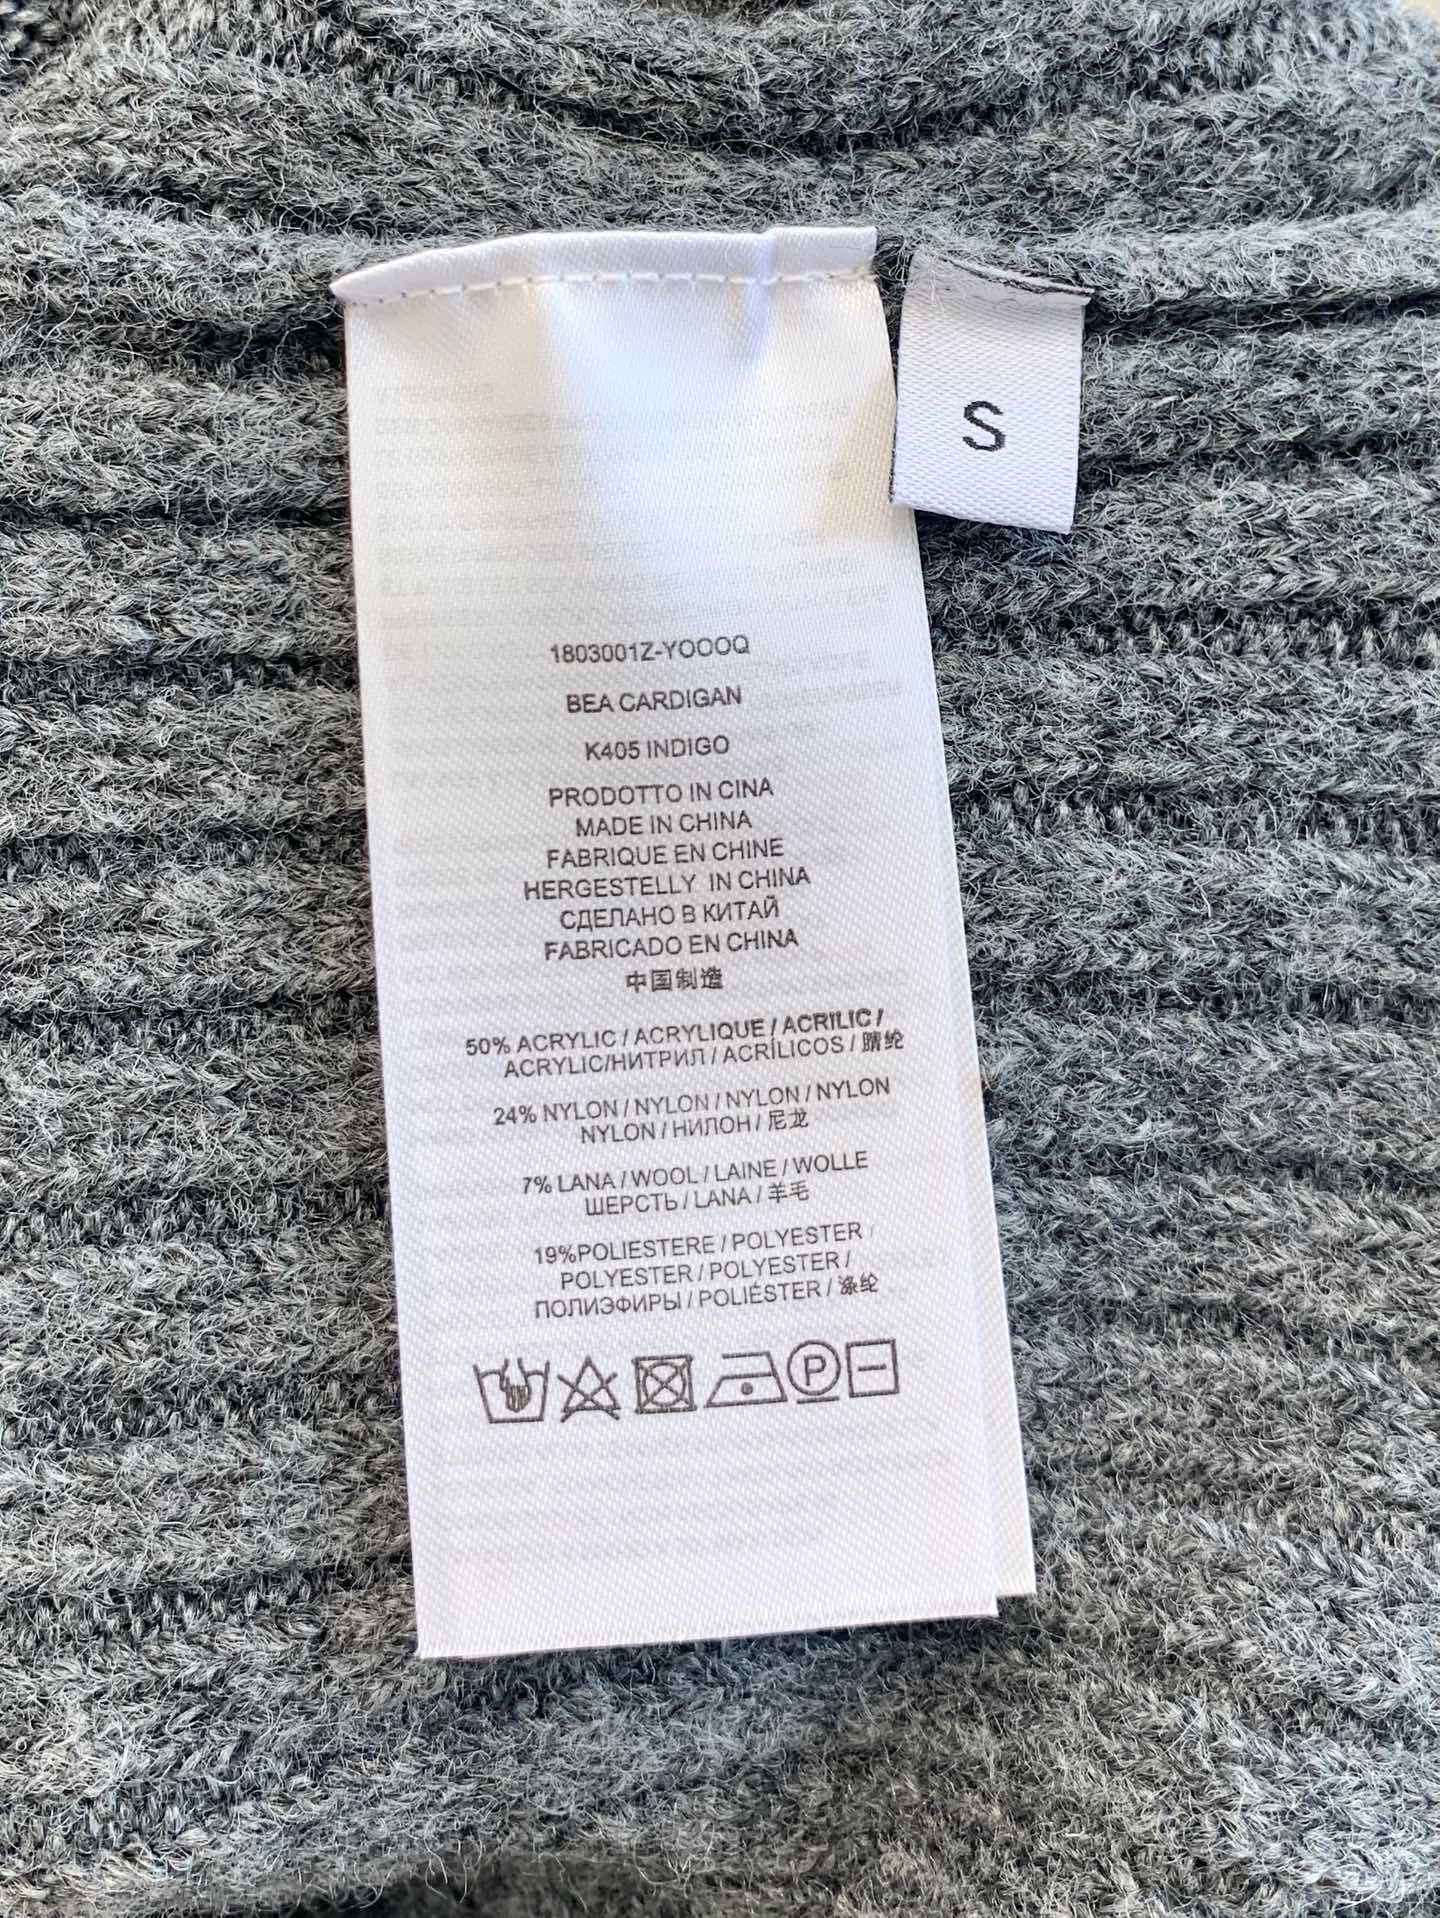 S
1803001Z-YOOOQ
BEA CARDIGAN
K405 INDIGO
PRODOTTO IN CINA
MADE IN CHINA
FABRIQUE EN CHINE
HERGESTELLY IN CHINA
СДЕЛАНО В КИТАЙ
FABRICADO EN CHINA
中国制造
50% ACRYLIC / ACRYLIQUE / ACRILIC /
ACRYLIC/НИТРИЛ / ACRÍLICOS / 腈纶
24% NYLON / NYLON / NYLON / NYLON
NYLON / НИЛОН / 尼龙
7% LANA / WOOL / LAINE / WOLLE
ШЕРСТЬ / LANA / 羊毛
19%POLIESTERE / POLYESTER /
POLYESTER / POLYESTER /
ПОЛИЭФИРЫ / POLIÉSTER / 涤纶
P